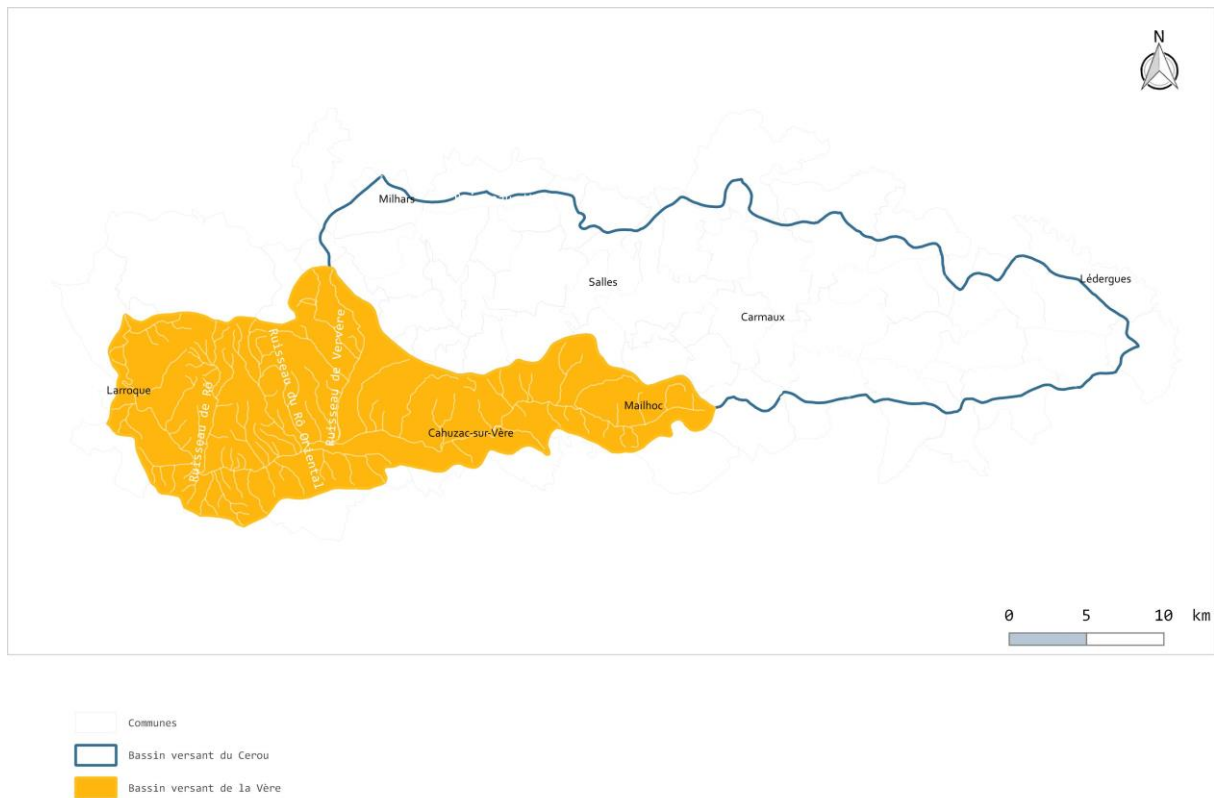 N
Milhars
Lédergues
Salles
Carmaux
Larroque
Ruisseau de Rô
Ruisseau du Rô Oriental
Ruisseau de Vervère
Mailhoc
Cahuzac-sur-Vère
0 5 10 km
Communes
Bassin versant du Cerou
Bassin versant de la Vère